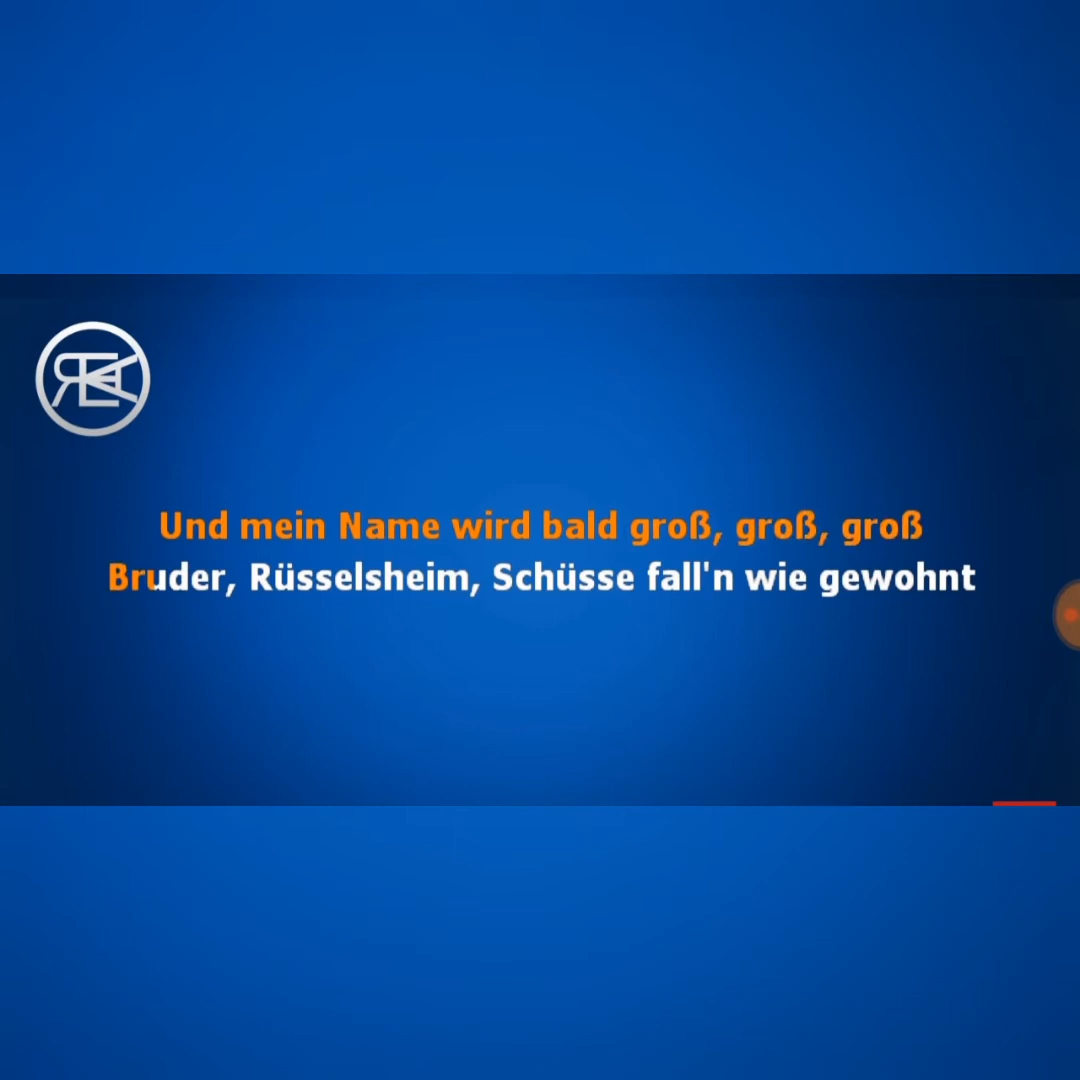 Und mein Name wird bald groß, groß, groß
Bruder, Rüsselsheim, Schüsse fall'n wie gewohnt